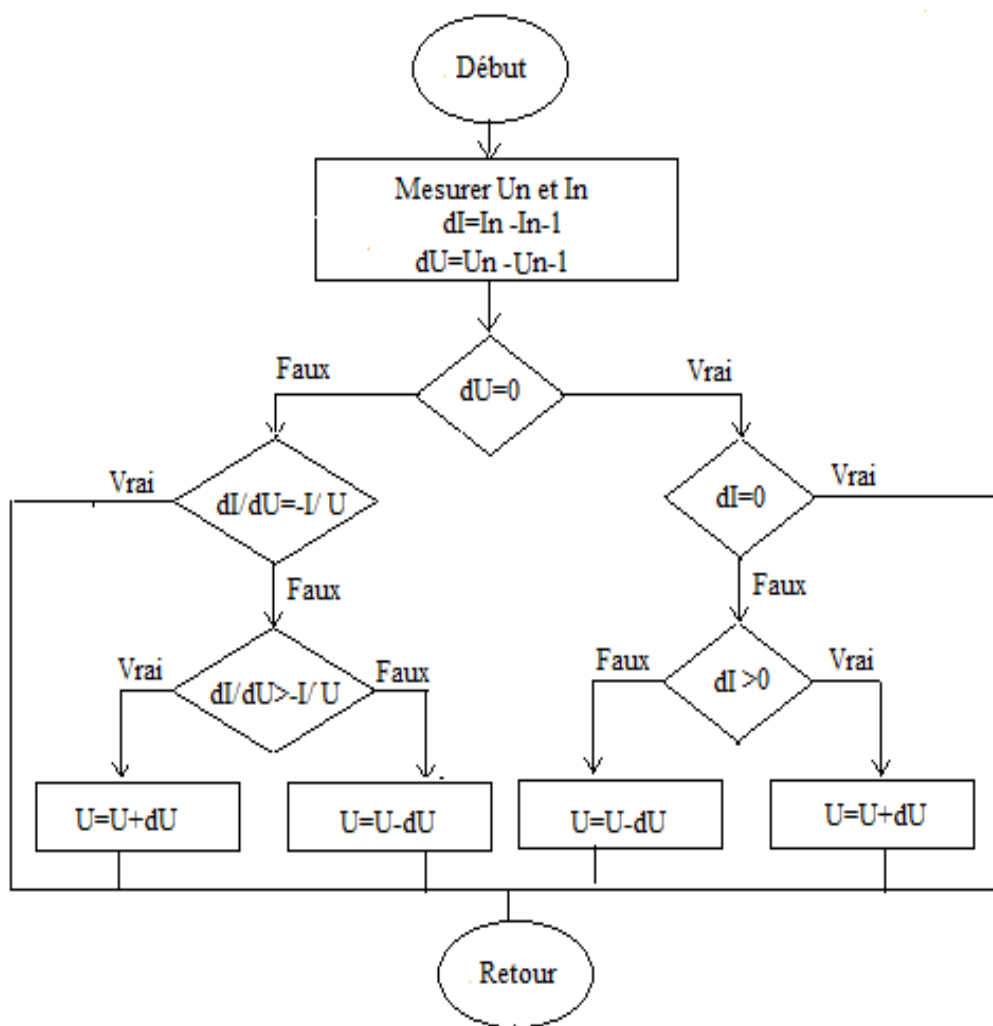 Début
Mesurer Un et In
dI=In -In-1
dU=Un -Un-1
Faux
dU=0
Vrai
Vrai
dI/dU=-I/ U
dI=0
Vrai
Faux
Faux
Vrai
dI/dU>-I/ U
Faux
Faux
dI >0
Vrai
U=U+dU
U=U-dU
U=U-dU
U=U+dU
Retour